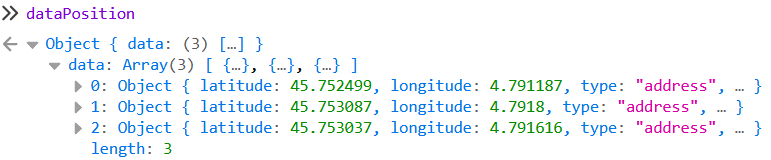 >> dataPosition
Object { data: (3) […] }
data: Array(3) [ {…}, {…}, {…} ]
0: Object { latitude: 45.752499, longitude: 4.791187, type: "address", … }
1: Object { latitude: 45.753087, longitude: 4.7918, type: "address", … }
2: Object { latitude: 45.753037, longitude: 4.791616, type: "address", … }
length: 3